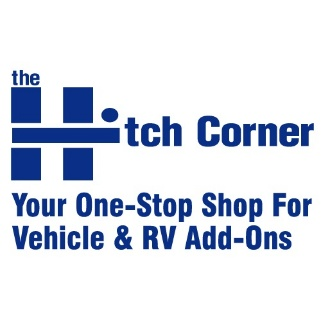 the
Hitch Corner
Your One-Stop Shop For
Vehicle & RV Add-Ons